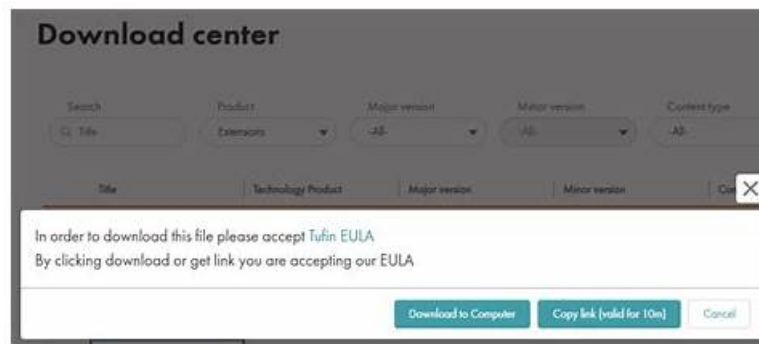 Download center
Search Product Major version Minor version Content type
Title Extensions -All- -All- -All-
Title Technology Product Major version Minor version Con
In order to download this file please accept Tufin EULA
By clicking download or get link you are accepting our EULA
Download to Computer Copy link (valid for 10m) Cancel